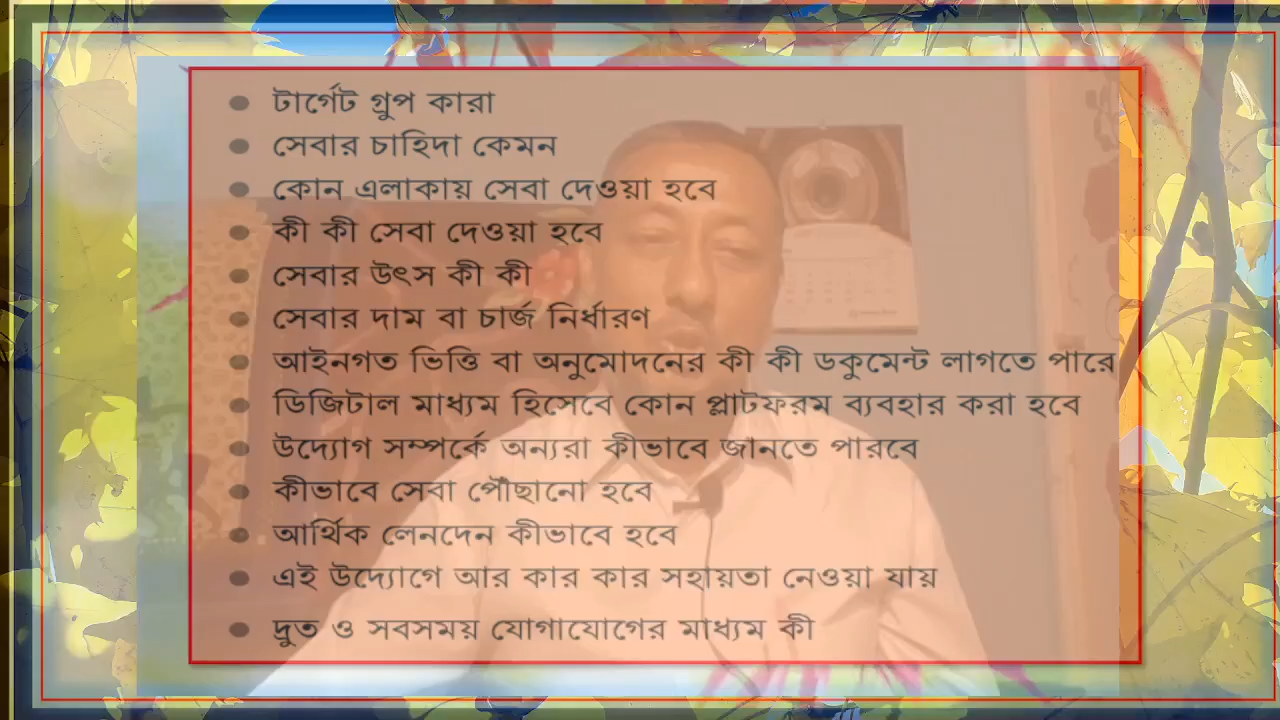 টার্গেট গ্রুপ কারা
সেবার চাহিদা কেমন
কোন এলাকায় সেবা দেওয়া হবে
কী কী সেবা দেওয়া হবে
সেবার উৎস কী কী
সেবার দাম বা চার্জ নির্ধারণ
আইনগত ভিত্তি বা অনুমোদনের কী কী ডকুমেন্ট লাগতে পারে
ডিজিটাল মাধ্যম হিসেবে কোন প্লাটফরম ব্যবহার করা হবে
উদ্যোগ সম্পর্কে অন্যরা কীভাবে জানতে পারবে
কীভাবে সেবা পৌঁছানো হবে
আর্থিক লেনদেন কীভাবে হবে
এই উদ্যোগে আর কার কার সহায়তা নেওয়া যায়
দ্রুত ও সবসময় যোগাযোগের মাধ্যম কী